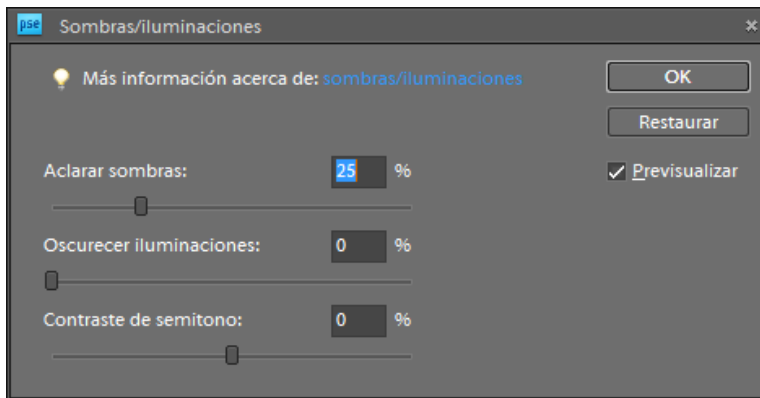 pse Sombras/iluminaciones
Más información acerca de: sombras/iluminaciones
OK
Restaurar
Aclarar sombras: 25 %
Previsualizar
Oscurecer iluminaciones: 0 %
Contraste de semitono: 0 %